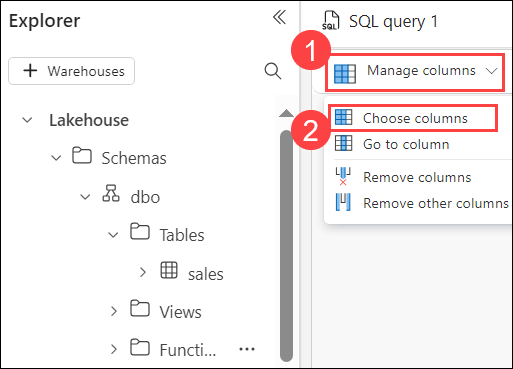 Explorer
+ Warehouses
Lakehouse
Schemas
dbo
Tables
sales
Views
Functi...
SQL
SQL query 1
1
Manage columns
2
Choose columns
Go to column
Remove columns
Remove other columns